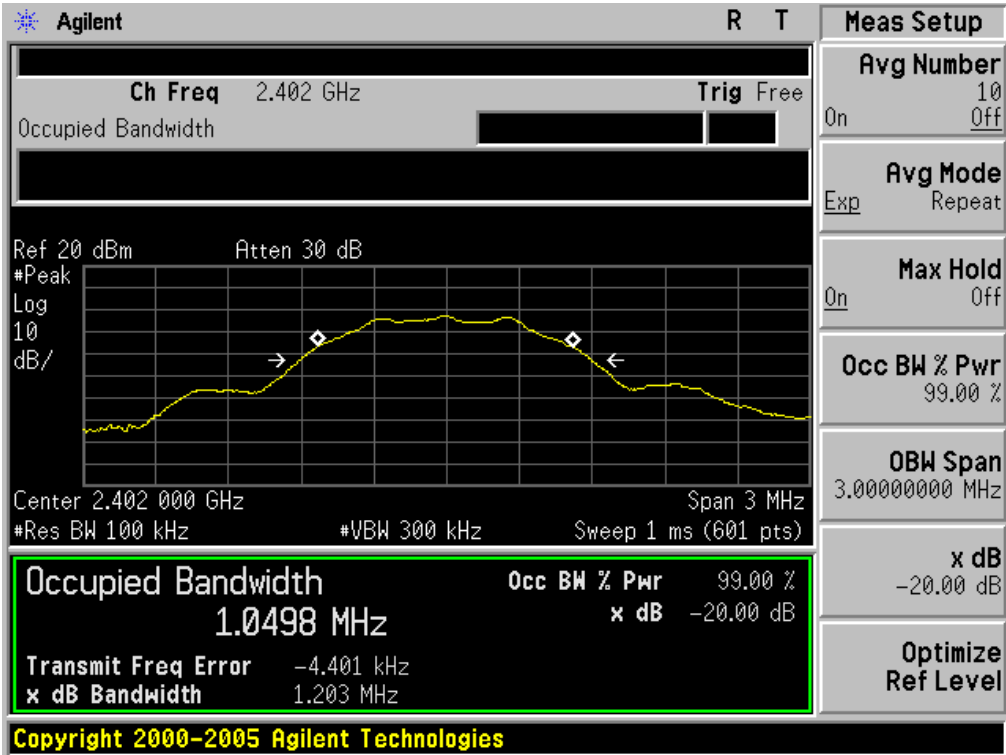 Agilent R T
Ch Freq 2.402 GHz Trig Free
Occupied Bandwidth
Ref 20 dBm Atten 30 dB
#Peak
Log
10
dB/
Center 2.402 000 GHz Span 3 MHz
#Res BW 100 kHz #VBW 300 kHz Sweep 1 ms (601 pts)
Occupied Bandwidth Occ BW % Pwr 99.00 %
1.0498 MHz x dB -20.00 dB
Transmit Freq Error -4.401 kHz
x dB Bandwidth 1.203 MHz
Copyright 2000-2005 Agilent Technologies
Meas Setup
Avg Number
10
On Off
Avg Mode
Exp Repeat
Max Hold
On Off
Occ BW % Pwr
99.00 %
OBW Span
3.00000000 MHz
x dB
-20.00 dB
Optimize
Ref Level